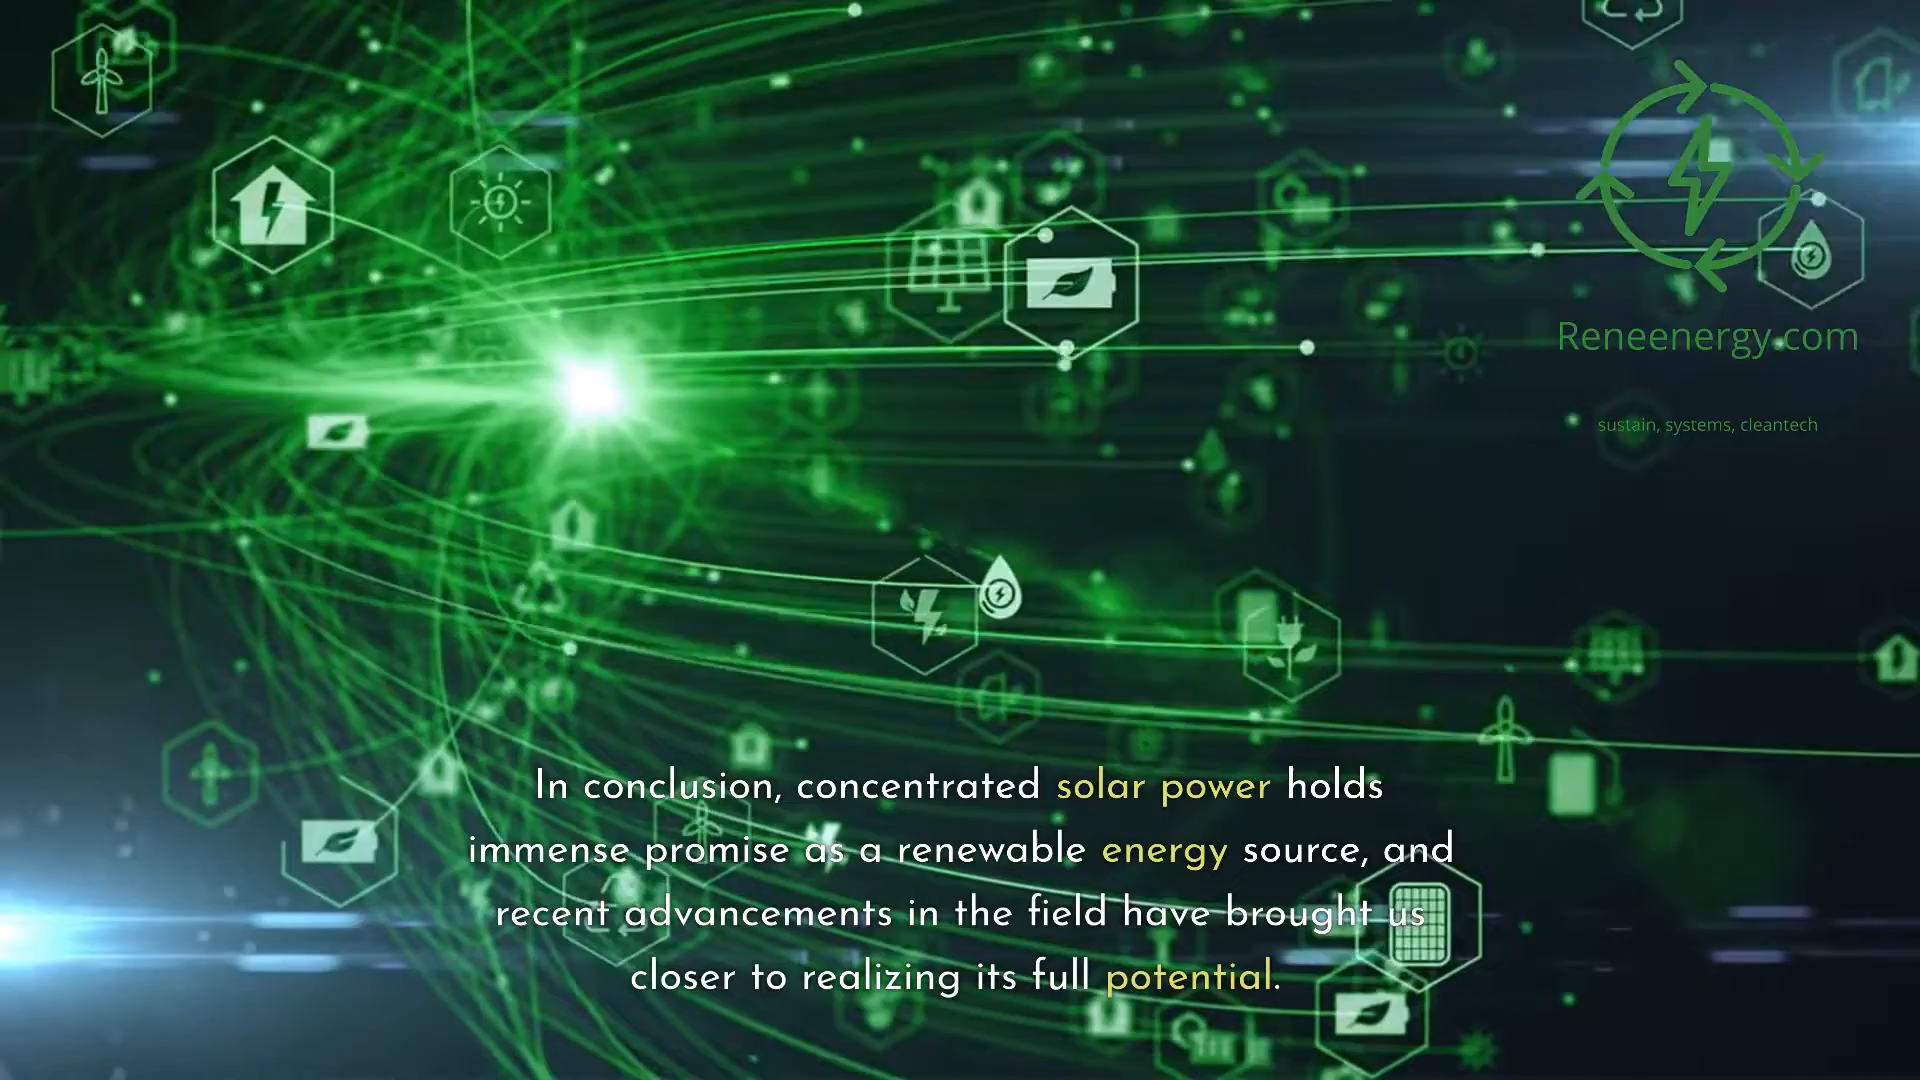 Reneenergy.com
sustain, systems, cleantech
In conclusion, concentrated solar power holds
immense promise as a renewable energy source, and
recent advancements in the field have brought us
closer to realizing its full potential.